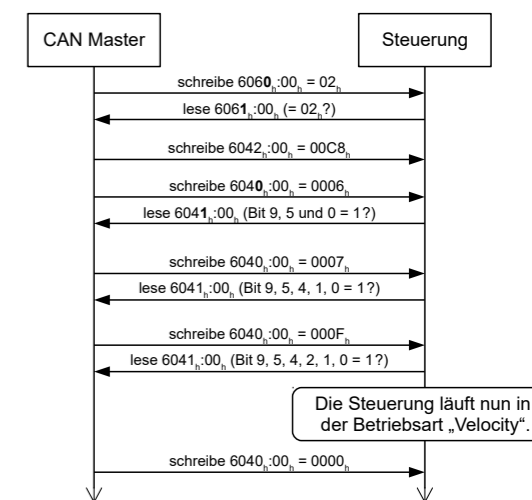 CAN Master
Steuerung
schreibe 6060ₕ:00ₕ = 02ₕ
lese 6061ₕ:00ₕ (= 02ₕ?)
schreibe 6042ₕ:00ₕ = 00C8ₕ
schreibe 6040ₕ:00ₕ = 0006ₕ
lese 6041ₕ:00ₕ (Bit 9, 5 und 0 = 1?)
schreibe 6040ₕ:00ₕ = 0007ₕ
lese 6041ₕ:00ₕ (Bit 9, 5, 4, 1, 0 = 1?)
schreibe 6040ₕ:00ₕ = 000Fₕ
lese 6041ₕ:00ₕ (Bit 9, 5, 4, 2, 1, 0 = 1?)
Die Steuerung läuft nun in
der Betriebsart „Velocity“.
schreibe 6040ₕ:00ₕ = 0000ₕ